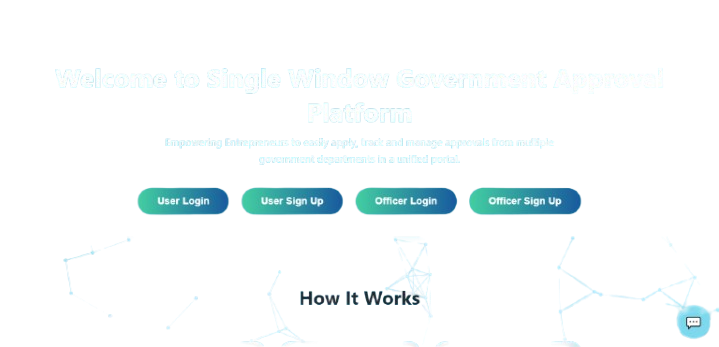 Welcome to Single Window Government Approval
Platform
Empowering Entrepreneurs to easily apply, track and manage approvals from multiple
government departments in a unified portal.
User Login
User Sign Up
Officer Login
Officer Sign Up
How It Works